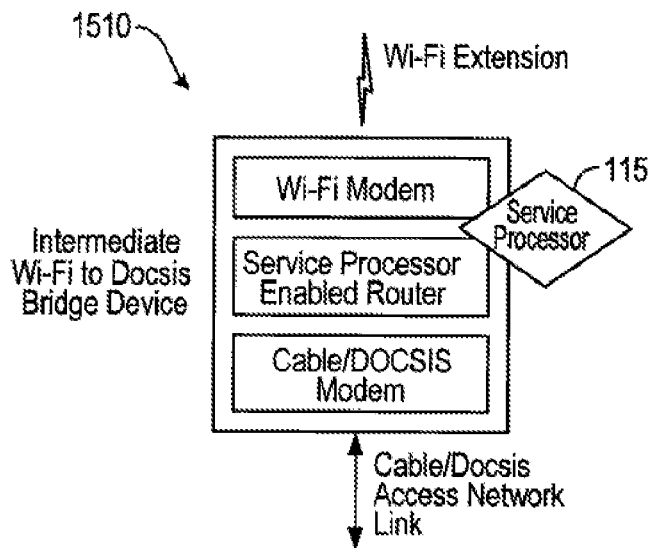 1510
Wi-Fi Extension
Wi-Fi Modem
115
Service
Processor
Intermediate
Wi-Fi to Docsis
Bridge Device
Service Processor
Enabled Router
Cable/DOCSIS
Modem
Cable/Docsis
Access Network
Link